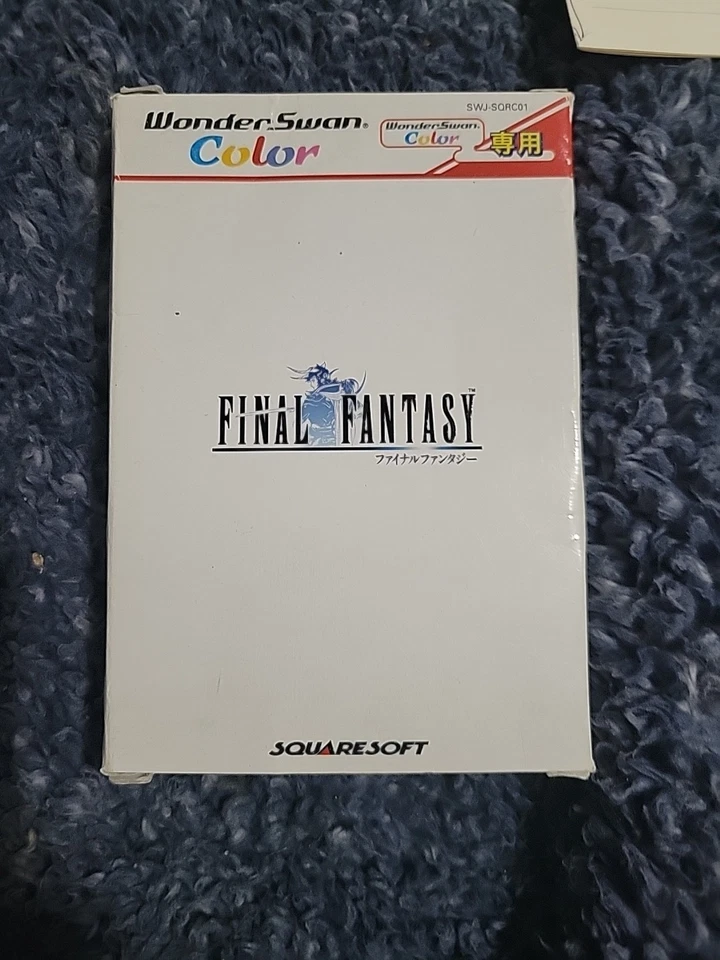 SWJ-SQRC01
WonderSwan®
Color
WonderSwan
Color
専用
FINAL FANTASY™
ファイナルファンタジー
SQUARESOFT